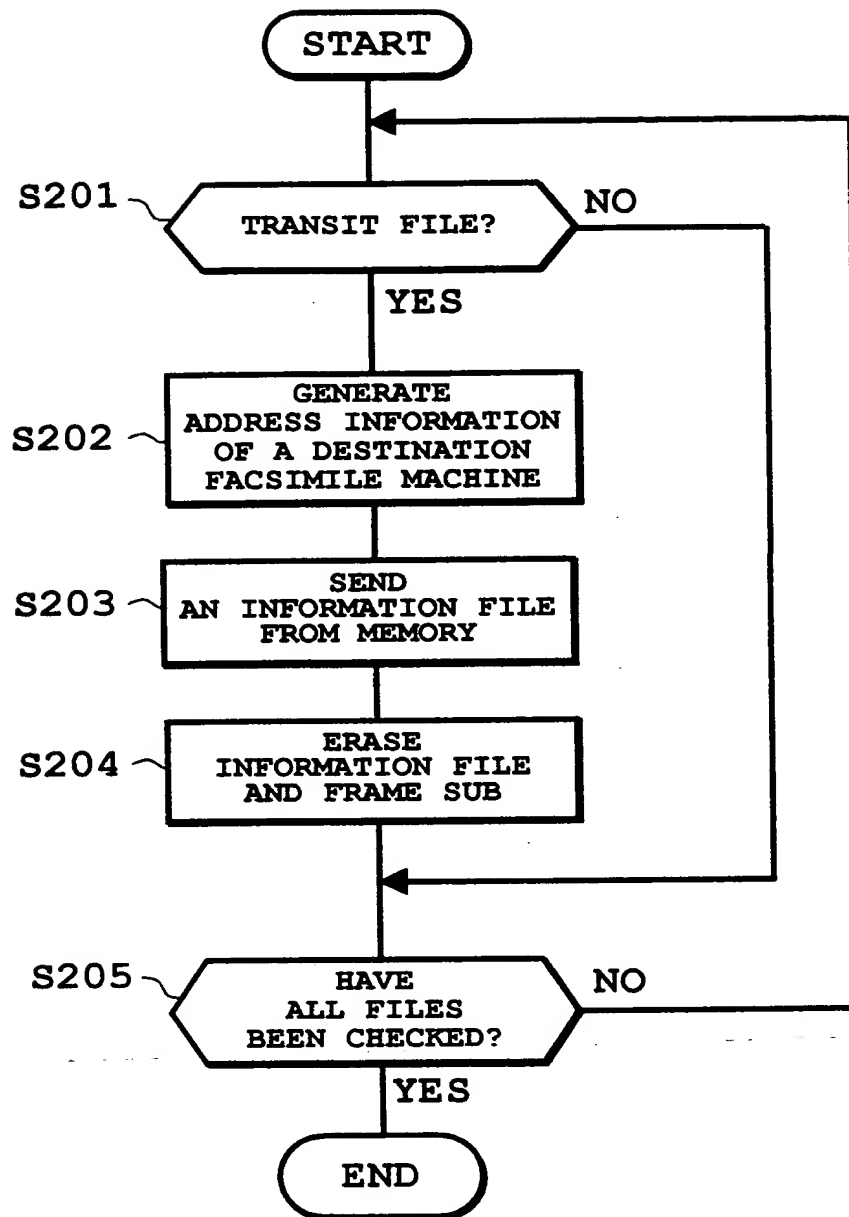 START
S201
TRANSIT FILE?
NO
YES
S202
GENERATE
ADDRESS INFORMATION
OF A DESTINATION
FACSIMILE MACHINE
S203
SEND
AN INFORMATION FILE
FROM MEMORY
S204
ERASE
INFORMATION FILE
AND FRAME SUB
S205
HAVE
ALL FILES
BEEN CHECKED?
NO
YES
END